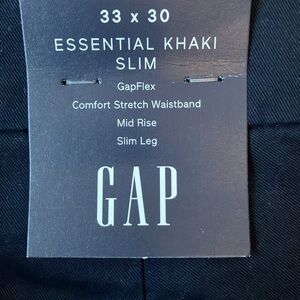 33 x 30
ESSENTIAL KHAKI
SLIM
GapFlex
Comfort Stretch Waistband
Mid Rise
Slim Leg
GAP